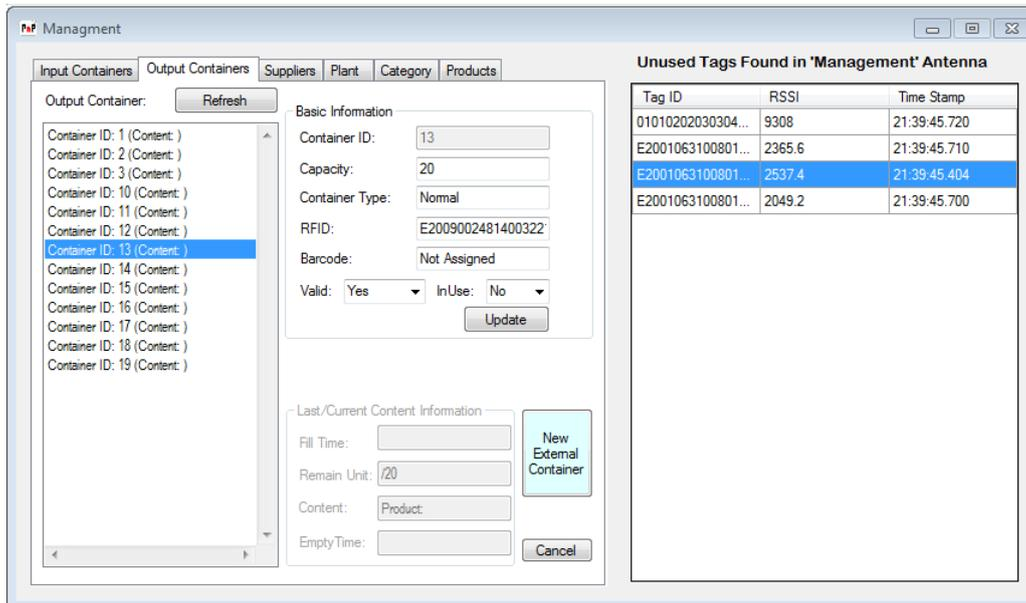 PnP Managment
Input Containers Output Containers Suppliers Plant Category Products
Output Container: Refresh
Container ID: 1 (Content: )
Container ID: 2 (Content: )
Container ID: 3 (Content: )
Container ID: 10 (Content: )
Container ID: 11 (Content: )
Container ID: 12 (Content: )
Container ID: 13 (Content: )
Container ID: 14 (Content: )
Container ID: 15 (Content: )
Container ID: 16 (Content: )
Container ID: 17 (Content: )
Container ID: 18 (Content: )
Container ID: 19 (Content: )
Basic Information
Container ID: 13
Capacity: 20
Container Type: Normal
RFID: E2009002481400322
Barcode: Not Assigned
Valid: Yes InUse: No
Update
Last/Current Content Information
Fill Time:
Remain Unit: /20
Content: Product:
EmptyTime:
New
External
Container
Cancel
Unused Tags Found in 'Management' Antenna
Tag ID RSSI Time Stamp
01010202030304... 9308 21:39:45.720
E2001063100801... 2365.6 21:39:45.710
E2001063100801... 2537.4 21:39:45.404
E2001063100801... 2049.2 21:39:45.700